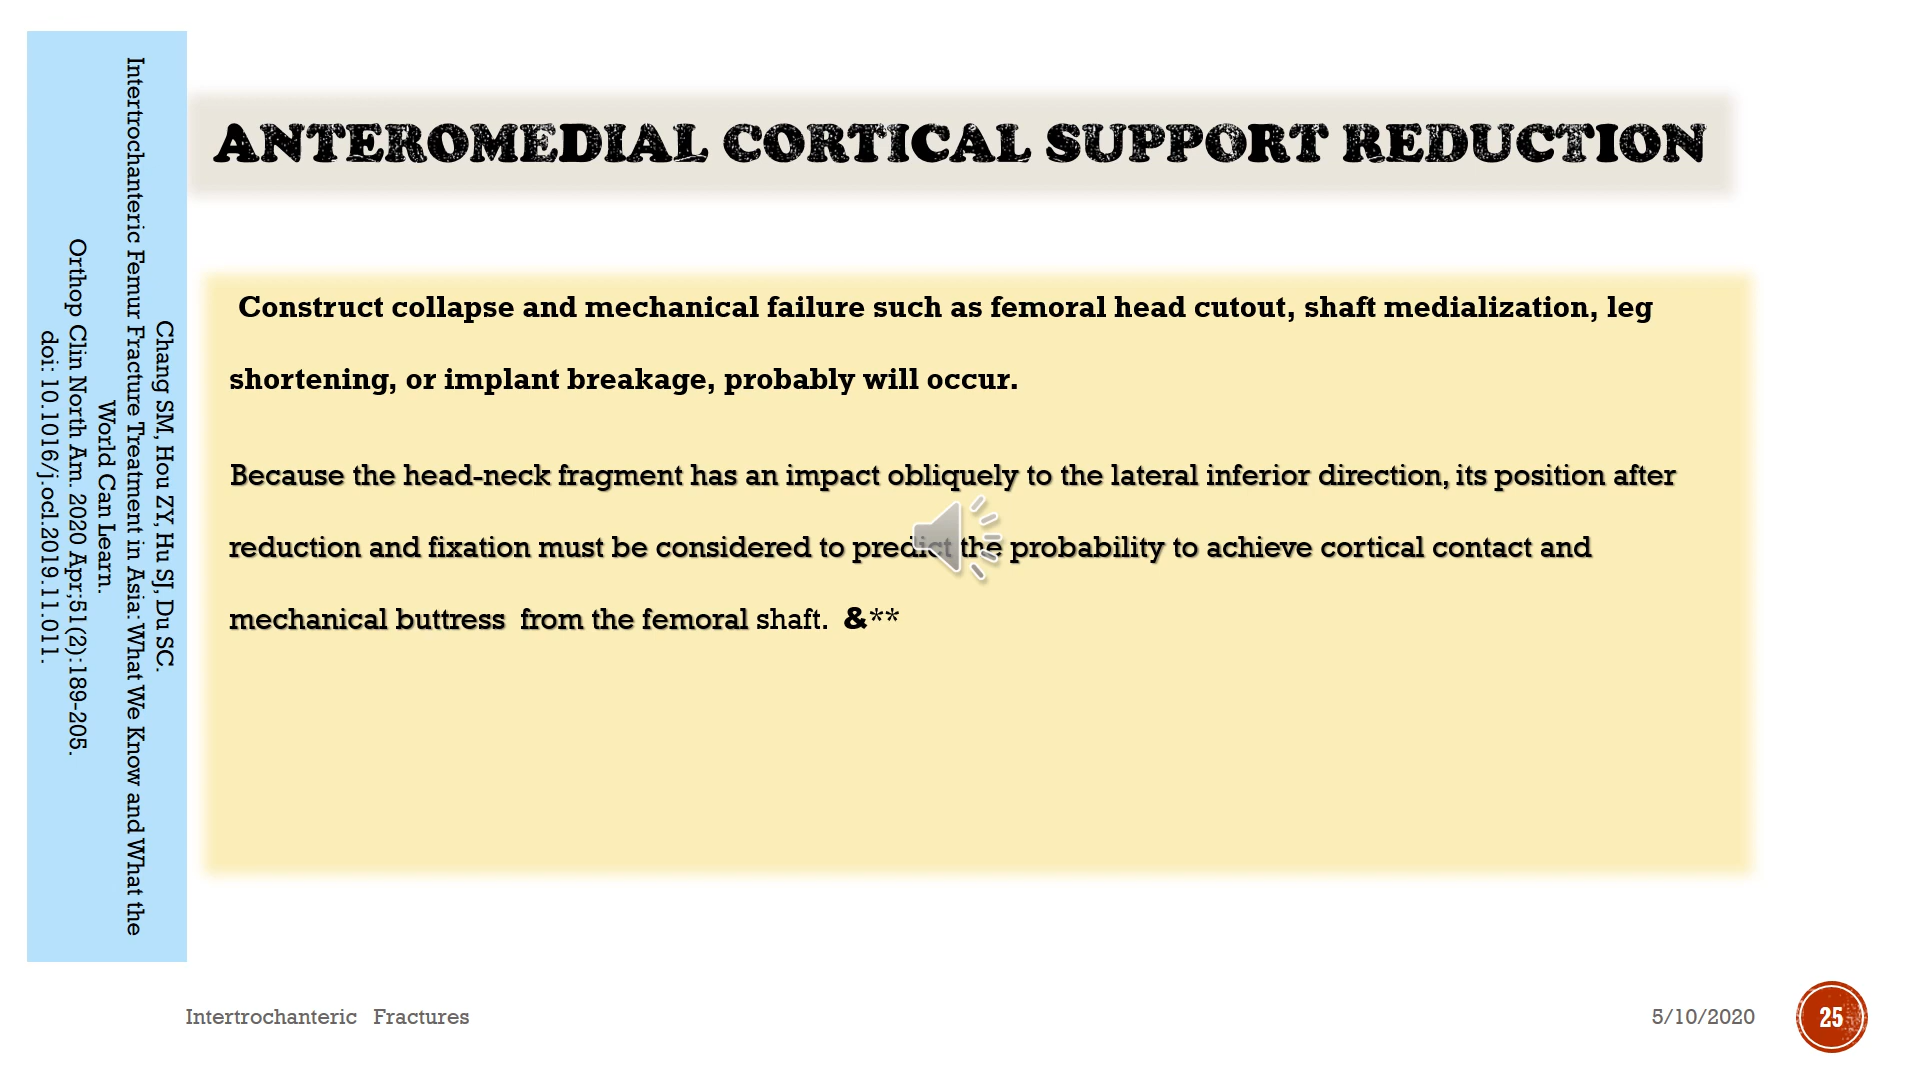 ANTEROMEDIAL CORTICAL SUPPORT REDUCTION
Chang SM, Hou ZY, Hu SJ, Du SC.
Intertrochanteric Femur Fracture Treatment in Asia: What We Know and What the
World Can Learn.
Orthop Clin North Am. 2020 Apr;51(2):189-205.
doi: 10.1016/j.ocl.2019.11.011.
Construct collapse and mechanical failure such as femoral head cutout, shaft medialization, leg
shortening, or implant breakage, probably will occur.
Because the head-neck fragment has an impact obliquely to the lateral inferior direction, its position after
reduction and fixation must be considered to predict the probability to achieve cortical contact and
mechanical buttress from the femoral shaft. &**
Intertrochanteric Fractures
5/10/2020
25